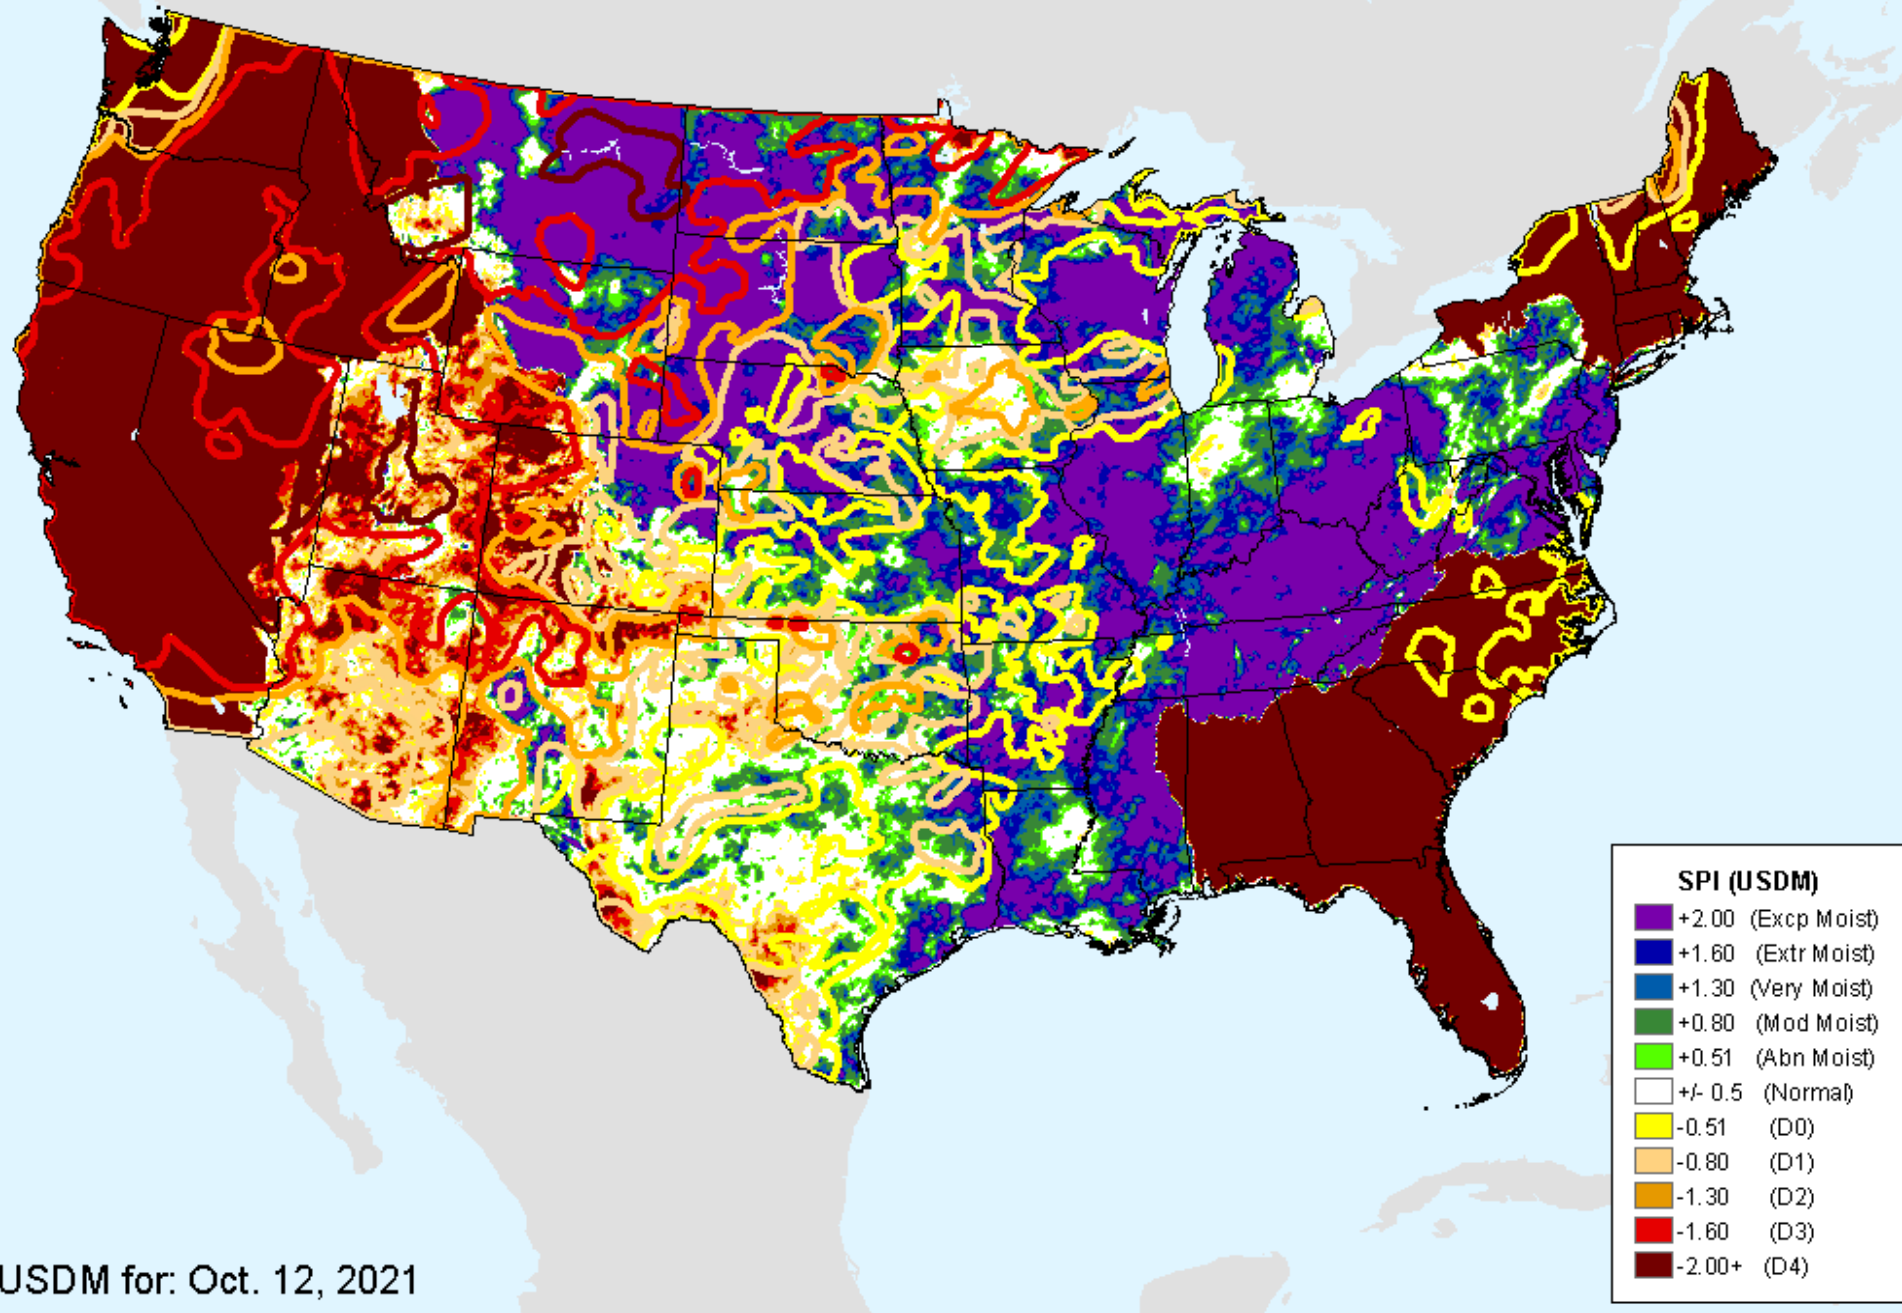 SPI (USDM)
+2.00 (Excp Moist)
+1.60 (Extr Moist)
+1.30 (Very Moist)
+0.80 (Mod Moist)
+0.51 (Abn Moist)
+/- 0.5 (Normal)
-0.51 (D0)
-0.80 (D1)
-1.30 (D2)
-1.60 (D3)
-2.00+ (D4)
USDM for: Oct. 12, 2021